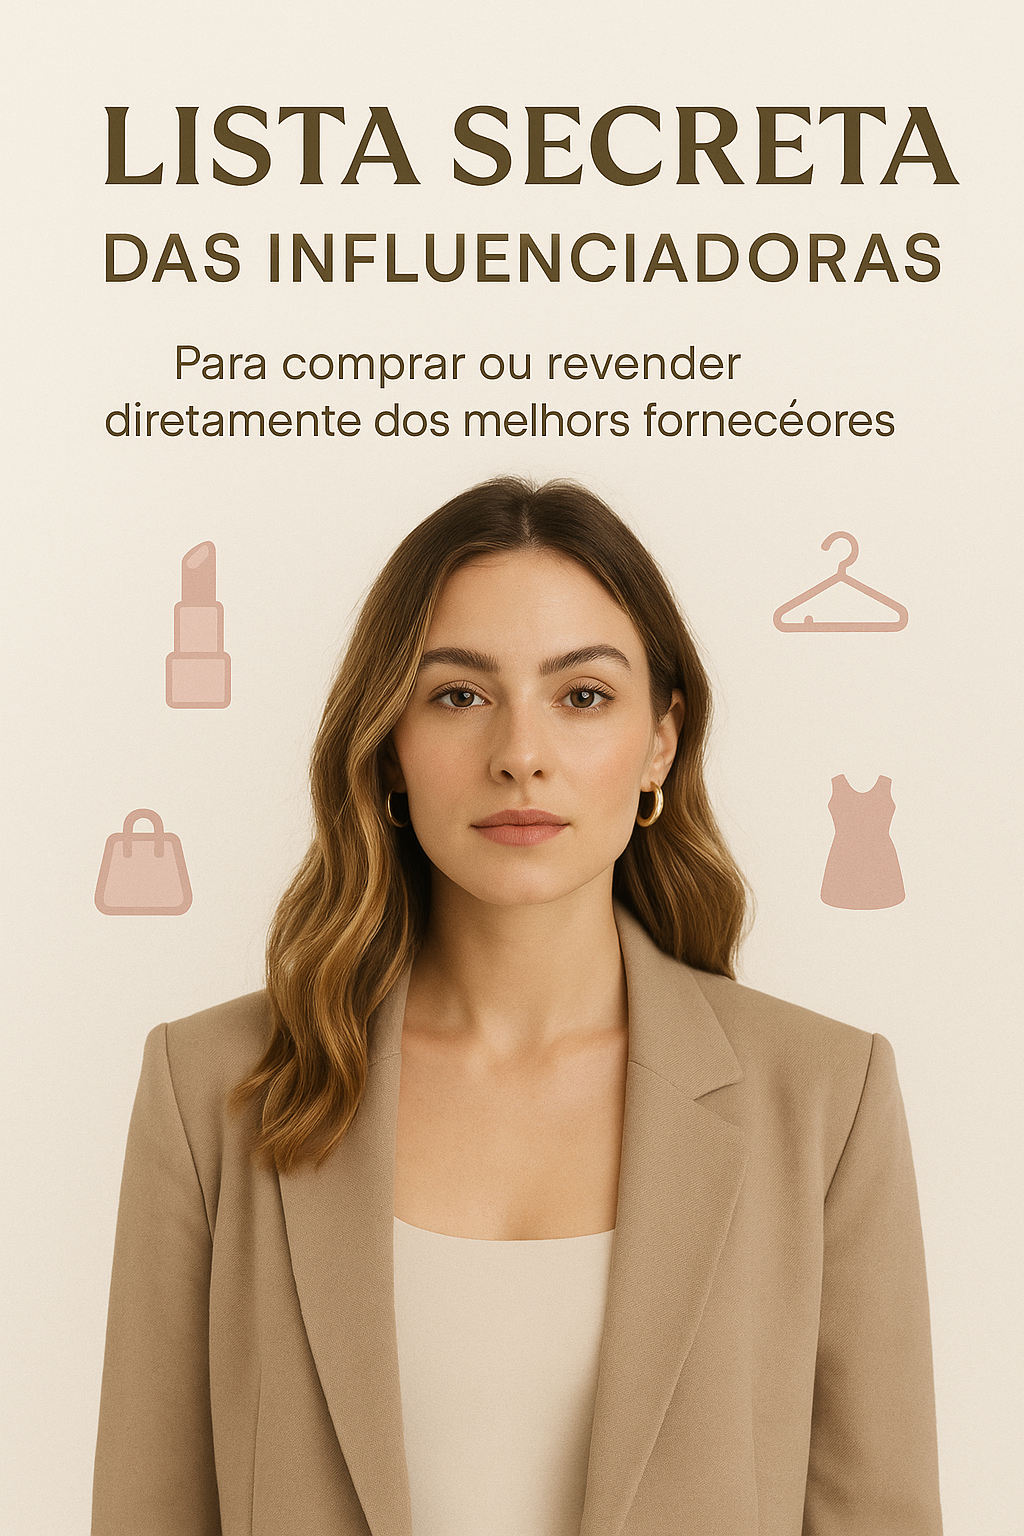 LISTA SECRETA
DAS INFLUENCIADORAS
Para comprar ou revender
diretamente dos melhors fornecéores